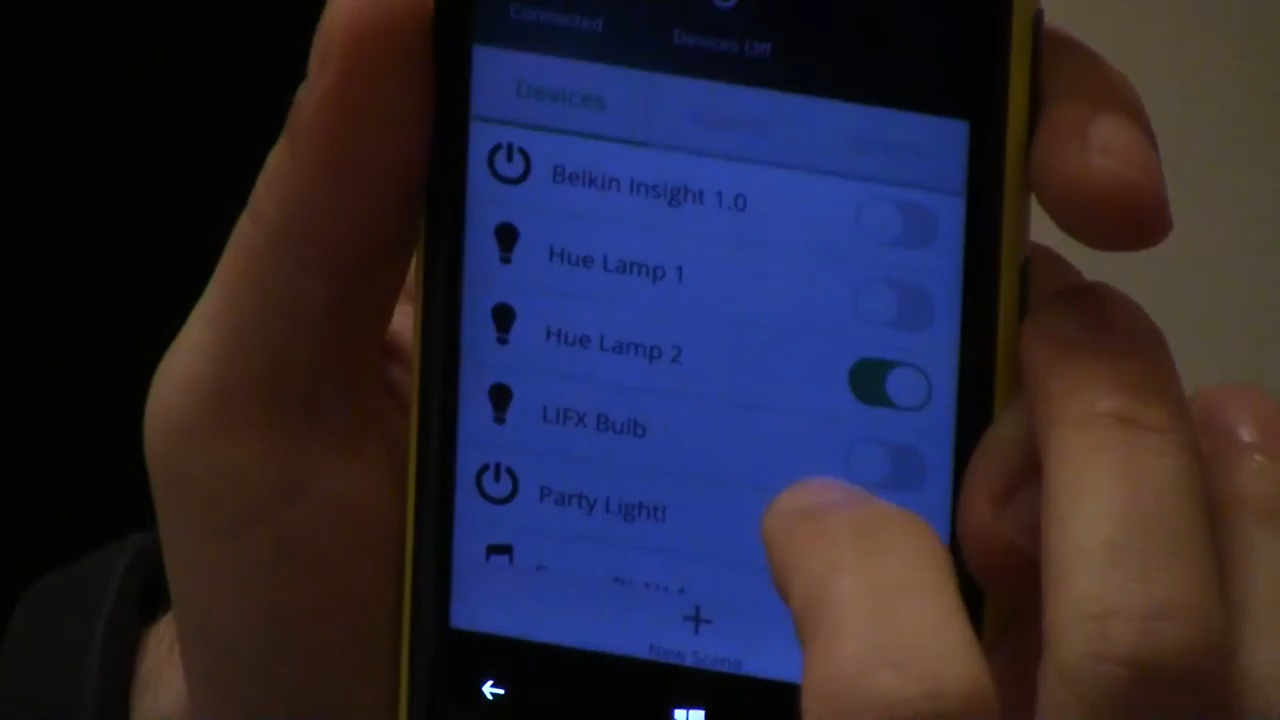 Connected
Devices Off
Devices
Belkin Insight 1.0
Hue Lamp 1
Hue Lamp 2
LIFX Bulb
Party Light!
New Scene